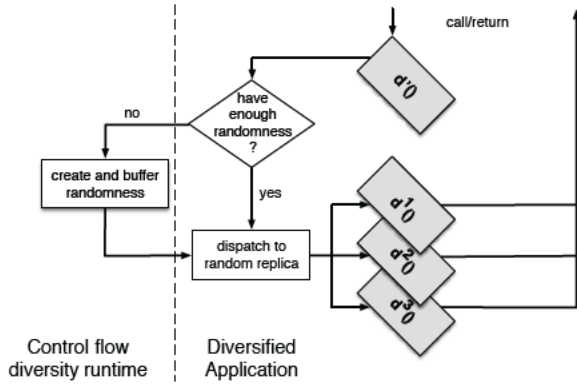 call/return
have
enough
randomness
?
no
create and buffer
randomness
yes
dispatch to
random replica
Control flow
diversity runtime
Diversified
Application